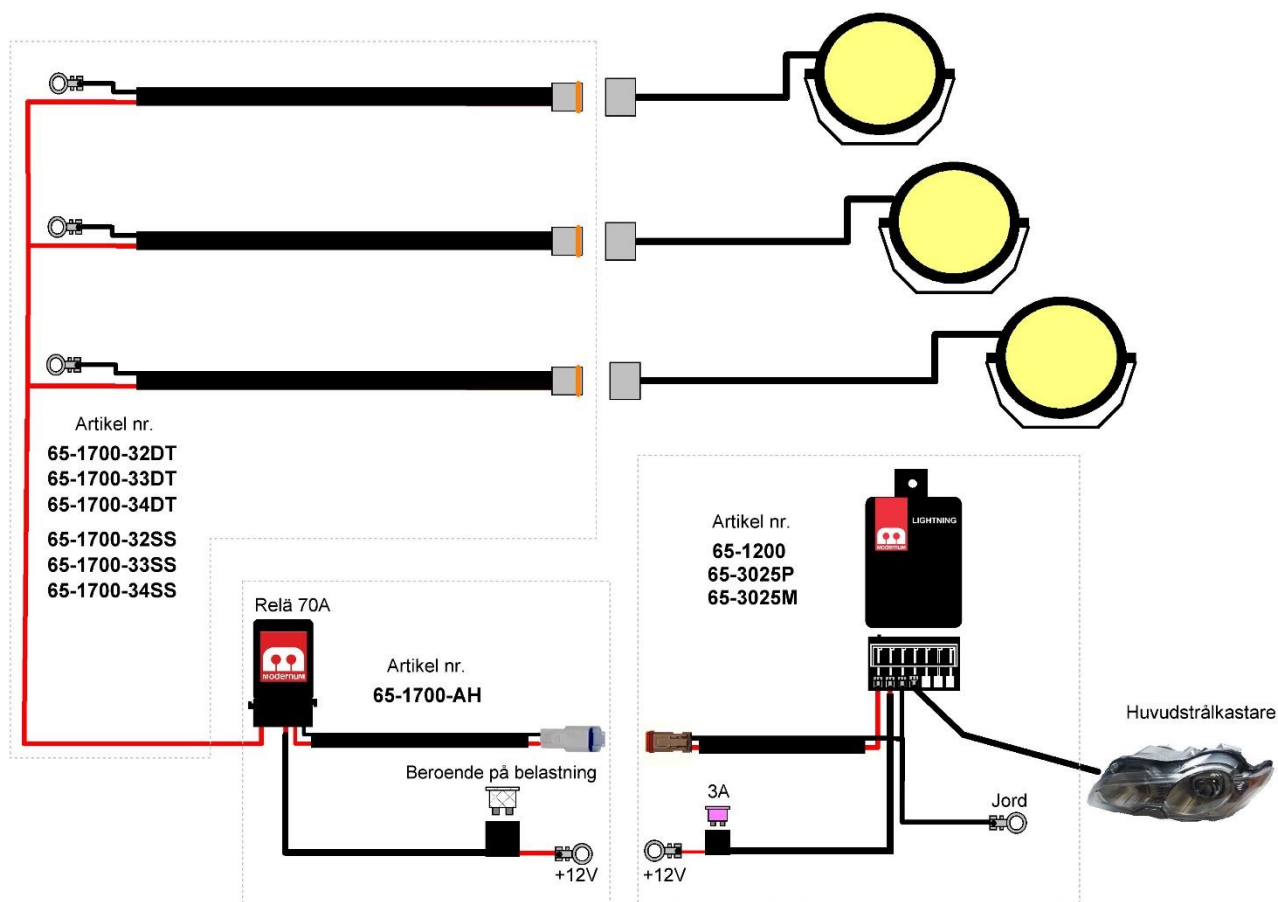 Artikel nr.
65-1700-32DT
65-1700-33DT
65-1700-34DT
65-1700-32SS
65-1700-33SS
65-1700-34SS
Relä 70A
MODERNUM
Artikel nr.
65-1700-AH
Beroende på belastning
+12V
Artikel nr.
65-1200
65-3025P
65-3025M
LIGHTNING
MODERNUM
3A
+12V
Jord
Huvudstrålkastare